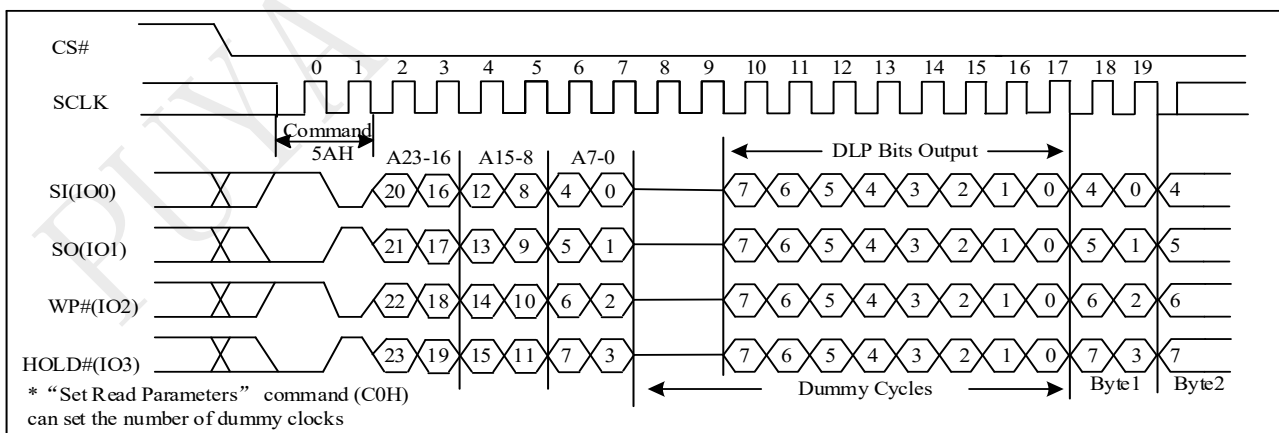 CS#
0 1 2 3 4 5 6 7 8 9 10 11 12 13 14 15 16 17 18 19
SCLK
Command
5AH
A23-16 A15-8 A7-0
DLP Bits Output
SI(IO0) 20 16 12 8 4 0 7 6 5 4 3 2 1 0 4 0 4
SO(IO1) 21 17 13 9 5 1 7 6 5 4 3 2 1 0 5 1 5
WP#(IO2) 22 18 14 10 6 2 7 6 5 4 3 2 1 0 6 2 6
HOLD#(IO3) 23 19 15 11 7 3 7 6 5 4 3 2 1 0 7 3 7
Dummy Cycles
Byte1 Byte2
* “Set Read Parameters” command (C0H)
can set the number of dummy clocks
PUYA